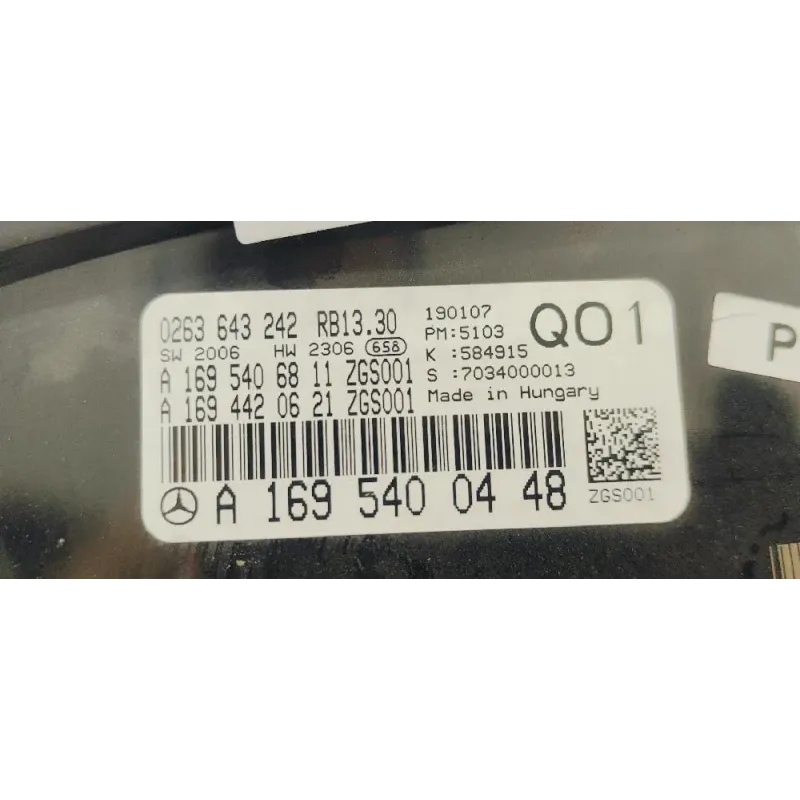 0263 643 242 RB13.30
SW 2006 HW 2306 658
A 169 540 68 11 ZGS001
A 169 442 06 21 ZGS001
190107
PM:5103
K :584915
S :7034000013
Made in Hungary
Q01
A 169 540 04 48
ZGS001
P